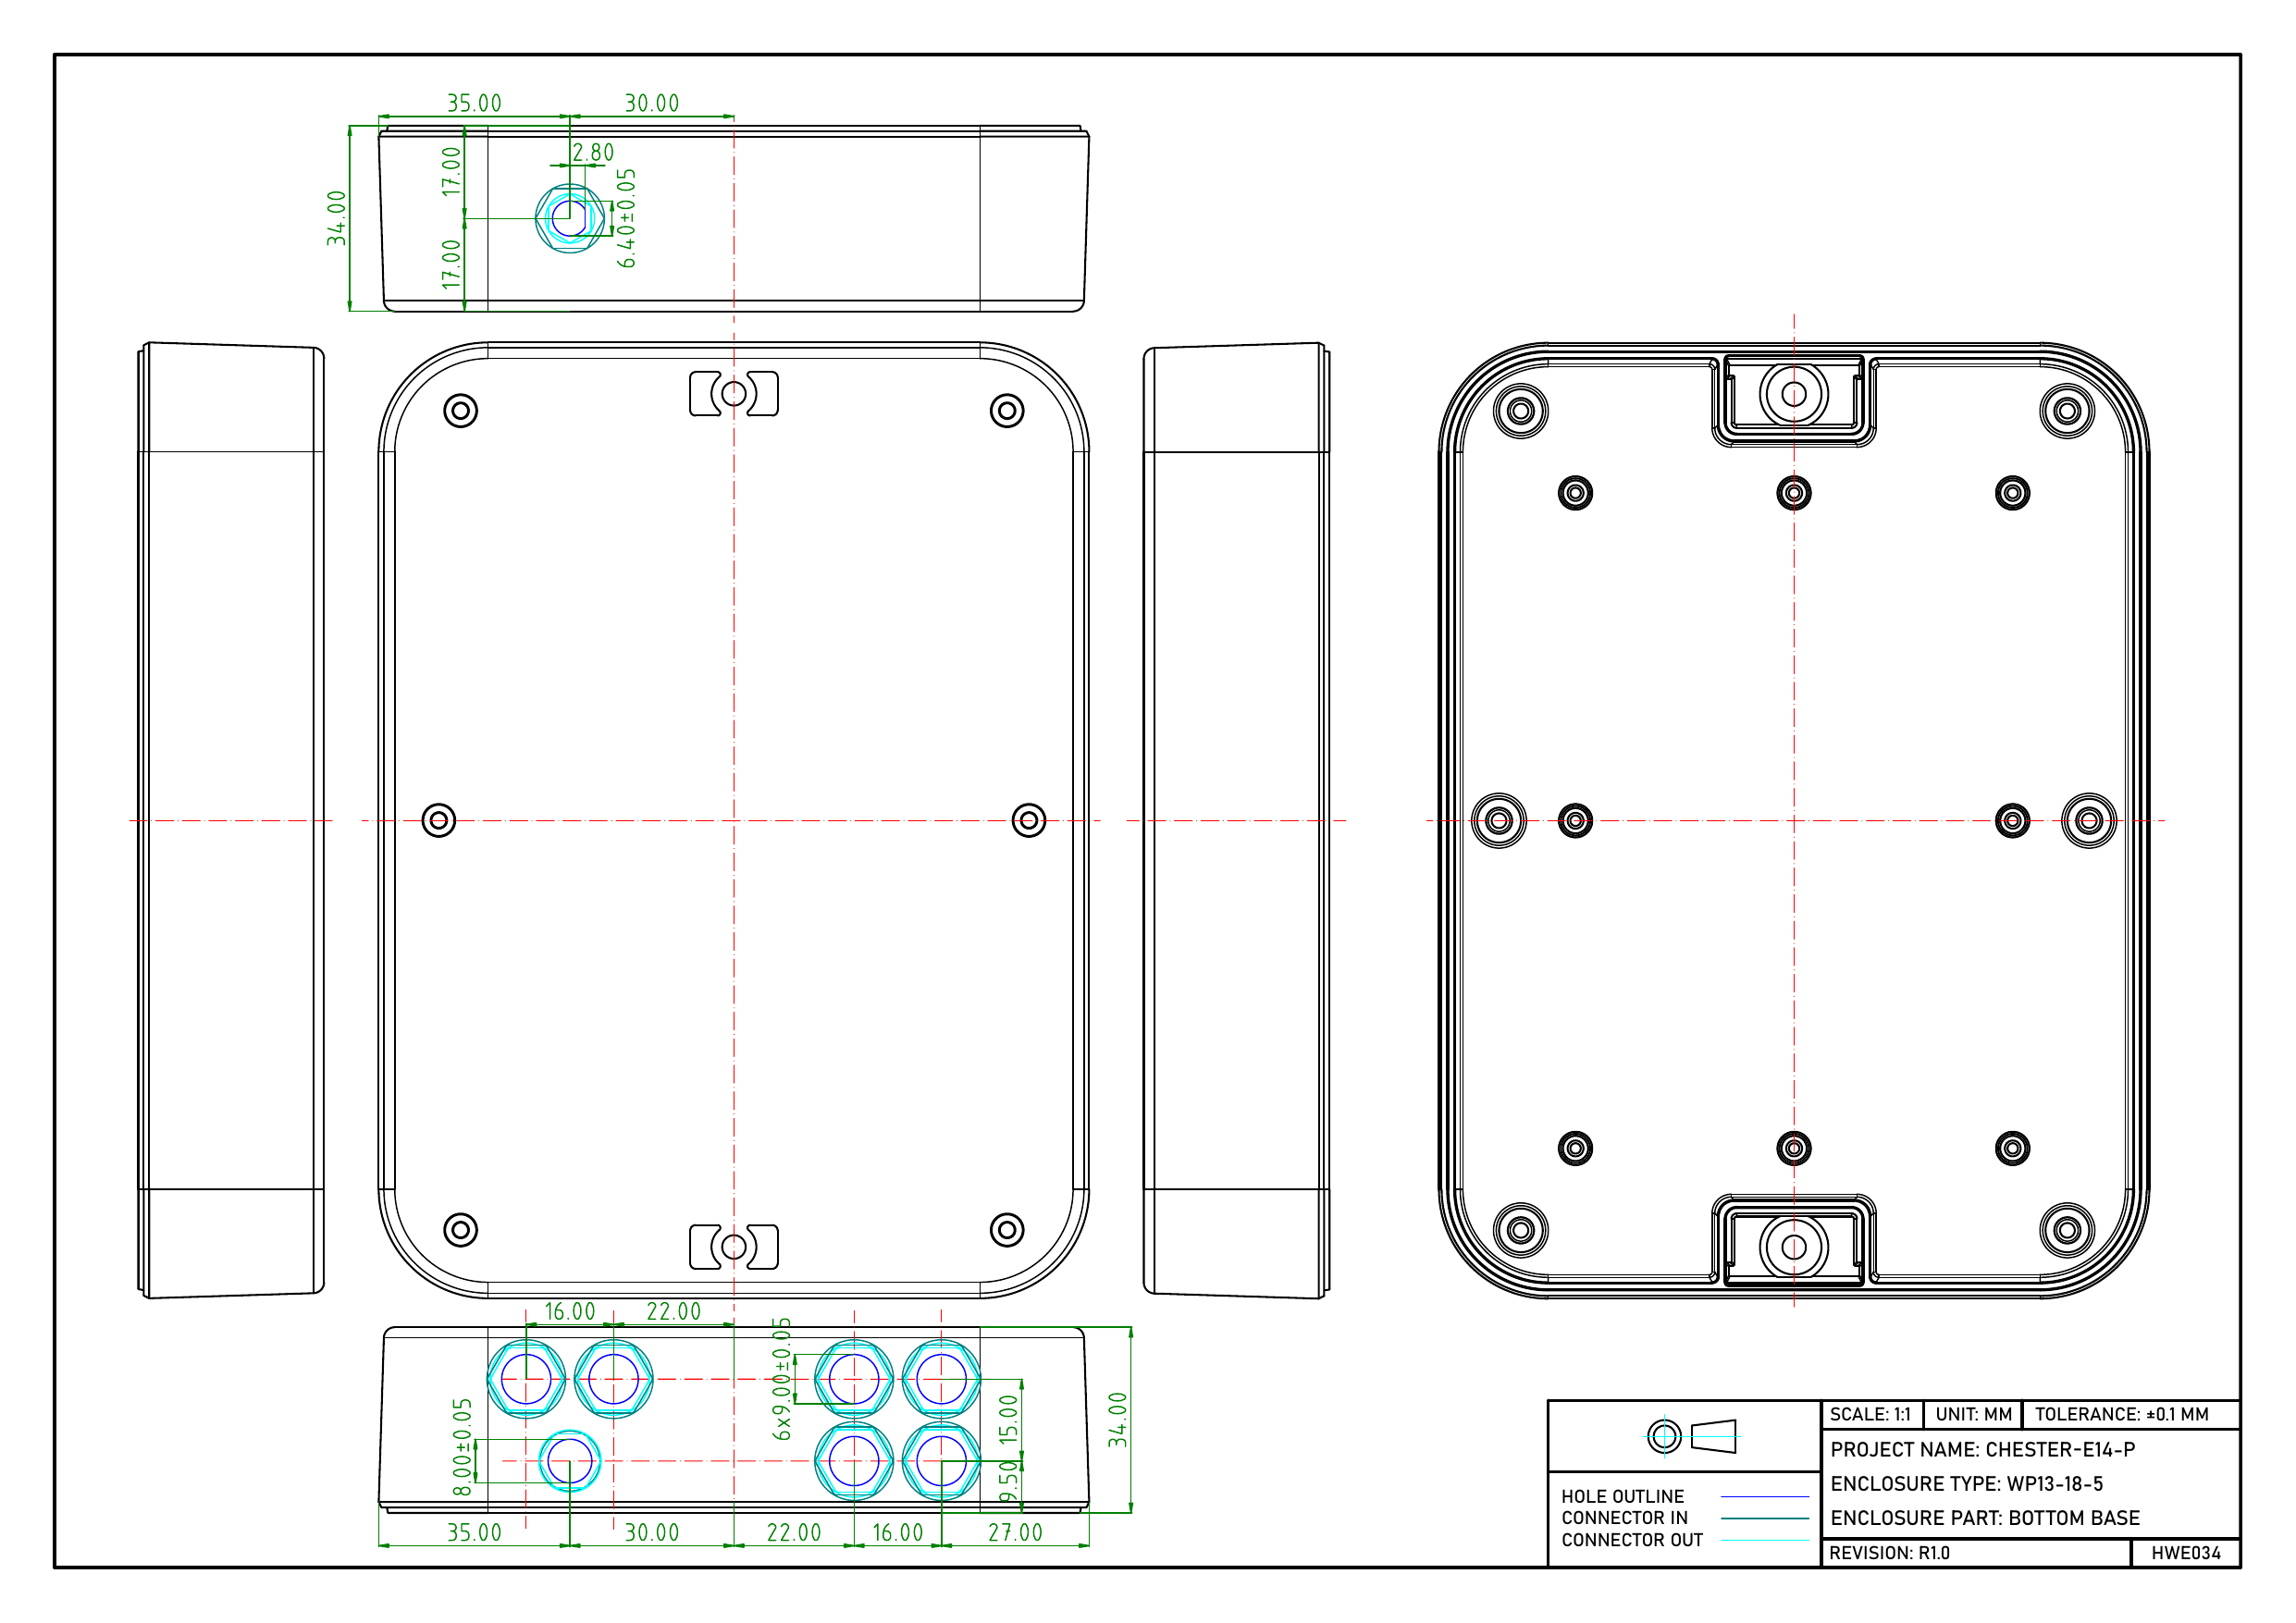 35.00 30.00
2.80
17.00
34.00
6.40±0.05
17.00
16.00 22.00
6x9.00±0.05
8.00±0.05
15.00
34.00
9.50
35.00 30.00 22.00 16.00 27.00
SCALE: 1:1 UNIT: MM TOLERANCE: ±0.1 MM
PROJECT NAME: CHESTER-E14-P
ENCLOSURE TYPE: WP13-18-5
ENCLOSURE PART: BOTTOM BASE
REVISION: R1.0 HWE034
HOLE OUTLINE
CONNECTOR IN
CONNECTOR OUT